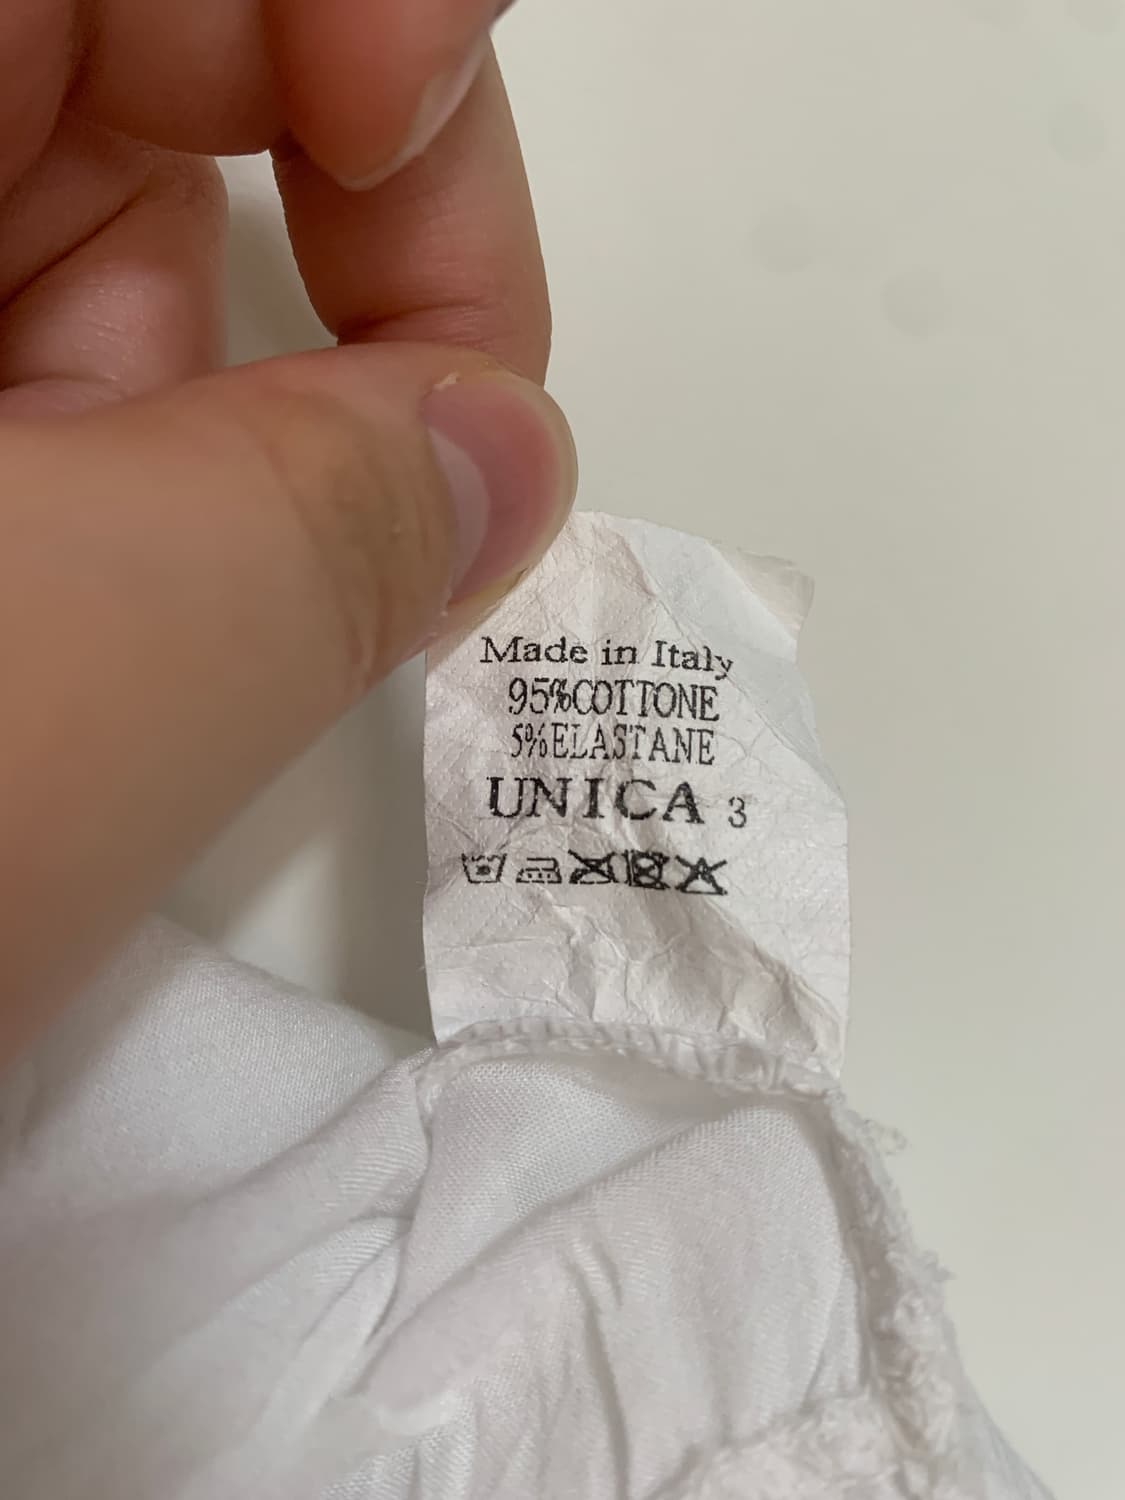 Made in Italy
95%COTTONE
5%ELASTANE
UNICA 3